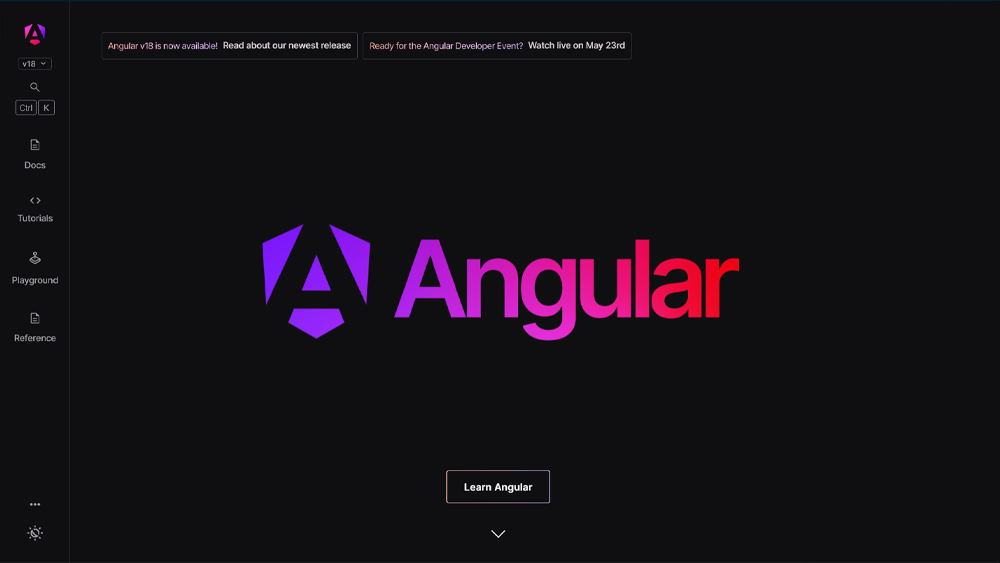 Angular v18 is now available! Read about our newest release
Ready for the Angular Developer Event? Watch live on May 23rd
v18
Ctrl K
Docs
Tutorials
Playground
Reference
Angular
Learn Angular